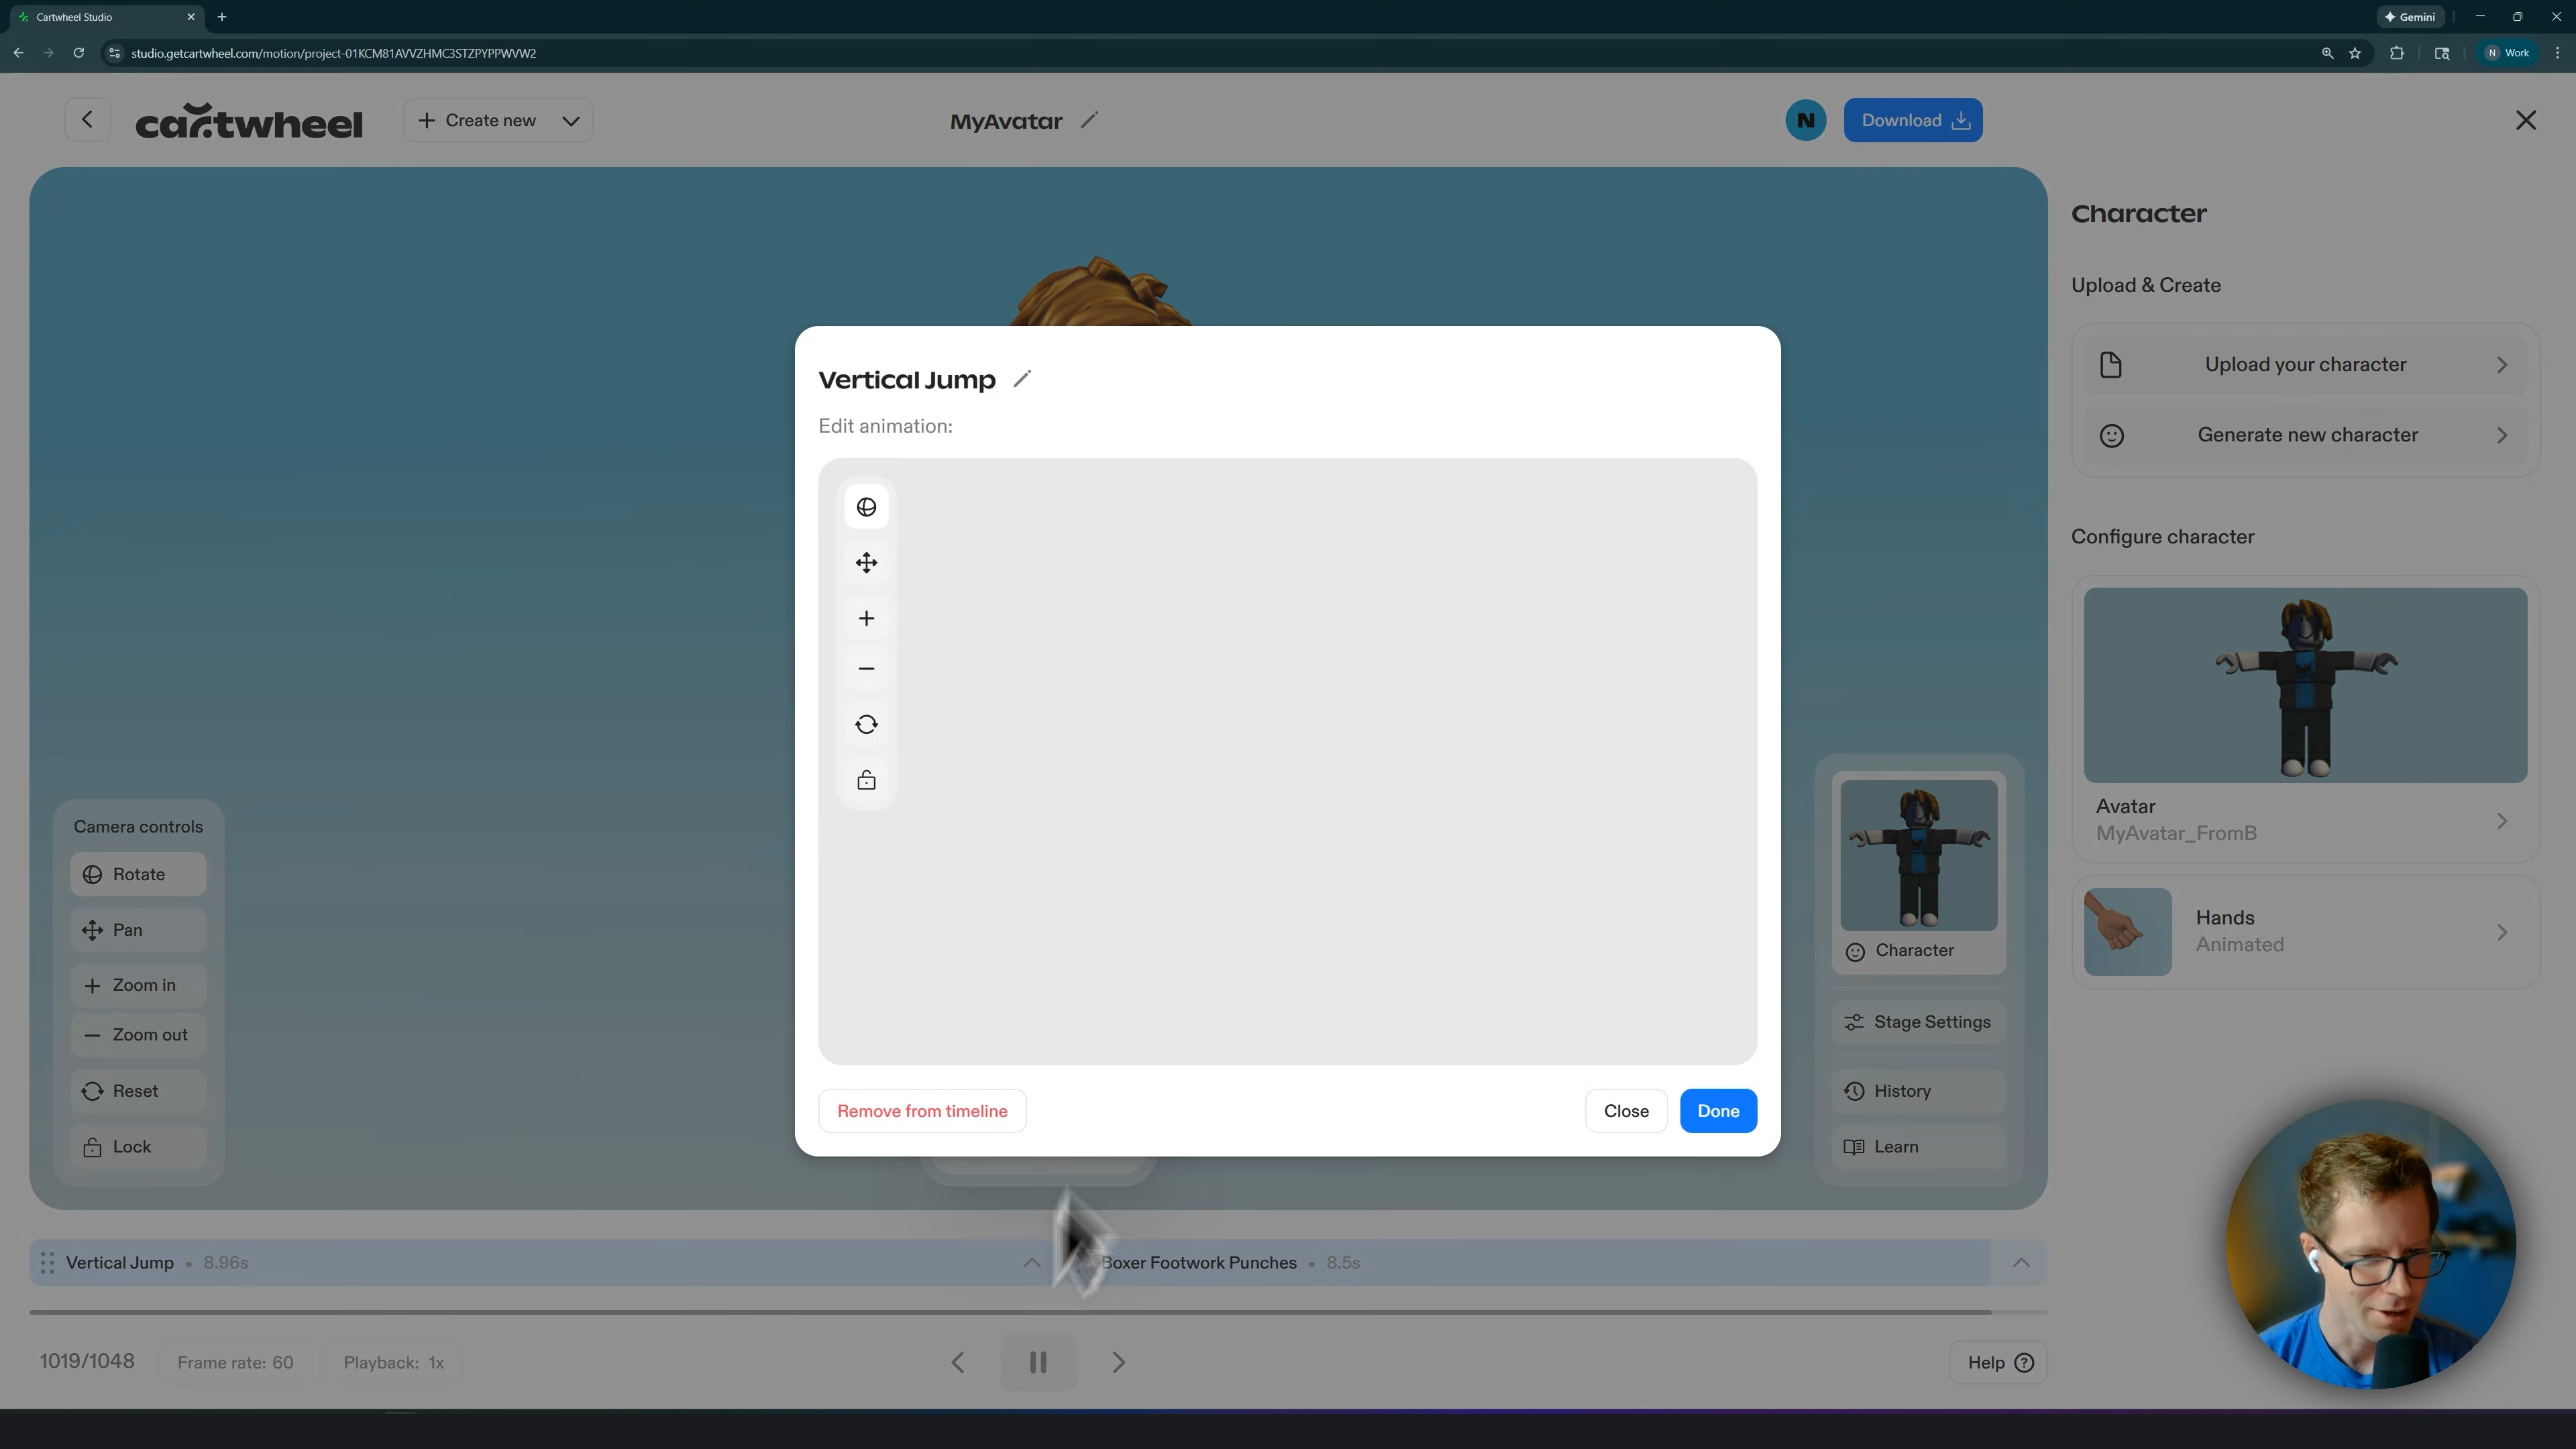 Cartwheel Studio
Gemini
studio.getcartwheel.com/motion/project-01KCM81AVVZHMC3STZPYPPWVW2
N Work
cartwheel
Create new
MyAvatar
N
Download
Character
Upload & Create
Upload your character
Generate new character
Configure character
Avatar
MyAvatar_FromB
Hands
Animated
Vertical Jump
Edit animation:
Remove from timeline
Close
Done
Camera controls
Rotate
Pan
Zoom in
Zoom out
Reset
Lock
Character
Stage Settings
History
Learn
Vertical Jump • 8.96s
Boxer Footwork Punches • 8.5s
1019/1048
Frame rate: 60
Playback: 1x
Help